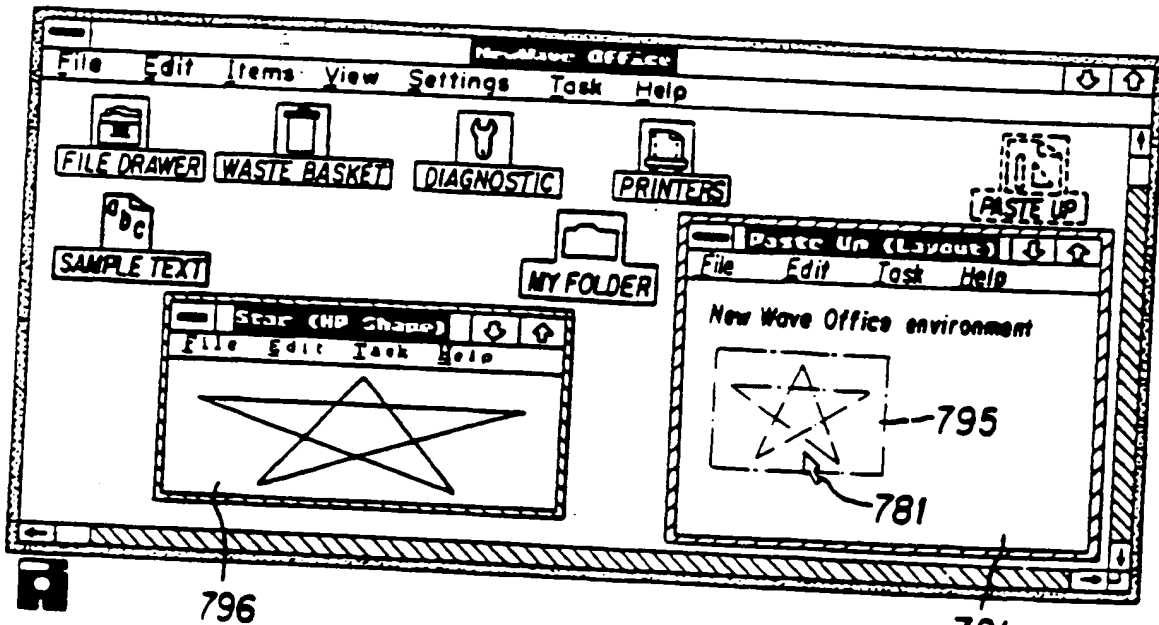 NewWave Office
File Edit Items View Settings Task Help
FILE DRAWER WASTE BASKET DIAGNOSTIC PRINTERS PASTE UP
SAMPLE TEXT MY FOLDER
abc
Paste Up (Layout)
File Edit Task Help
New Wave Office environment
Star (HP Shape)
File Edit Task Help
795
781
796